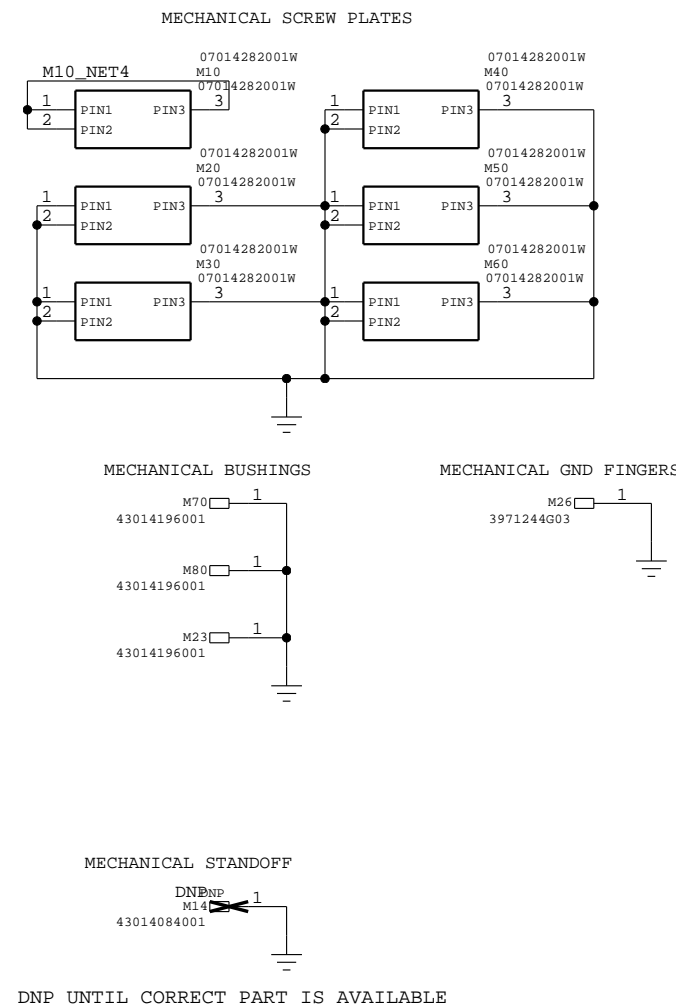 MECHANICAL SCREW PLATES
07014282001W
07014282001W
M10_NET4
M10
M40
07014282001W
07014282001W
1
PIN1
PIN3
3
1
PIN1
PIN3
3
2
PIN2
2
PIN2
07014282001W
07014282001W
M20
M50
07014282001W
07014282001W
1
PIN1
PIN3
3
1
PIN1
PIN3
3
2
PIN2
2
PIN2
07014282001W
07014282001W
M30
M60
07014282001W
07014282001W
1
PIN1
PIN3
3
1
PIN1
PIN3
3
2
PIN2
2
PIN2
MECHANICAL BUSHINGS
MECHANICAL GND FINGERS
M70
1
43014196001
M26
1
3971244G03
M80
1
43014196001
M23
1
43014196001
MECHANICAL STANDOFF
DNP
DNP
M14
1
43014084001
DNP UNTIL CORRECT PART IS AVAILABLE